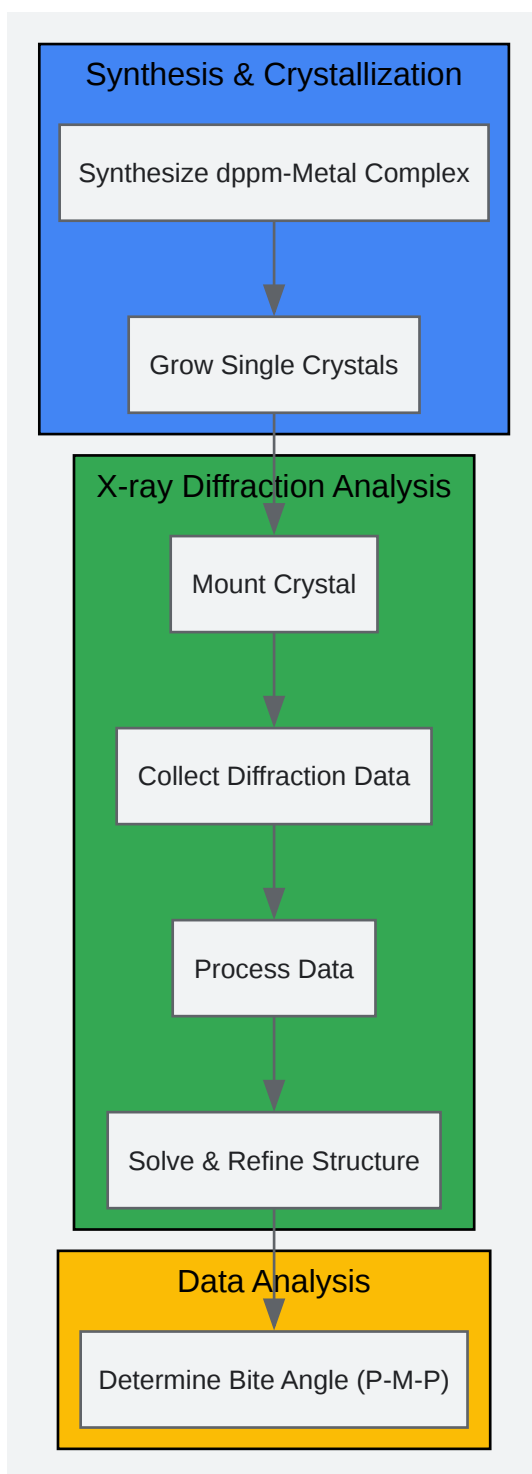 Synthesis & Crystallization
Synthesize dppm-Metal Complex
Grow Single Crystals
X-ray Diffraction Analysis
Mount Crystal
Collect Diffraction Data
Process Data
Solve & Refine Structure
Data Analysis
Determine Bite Angle (P-M-P)